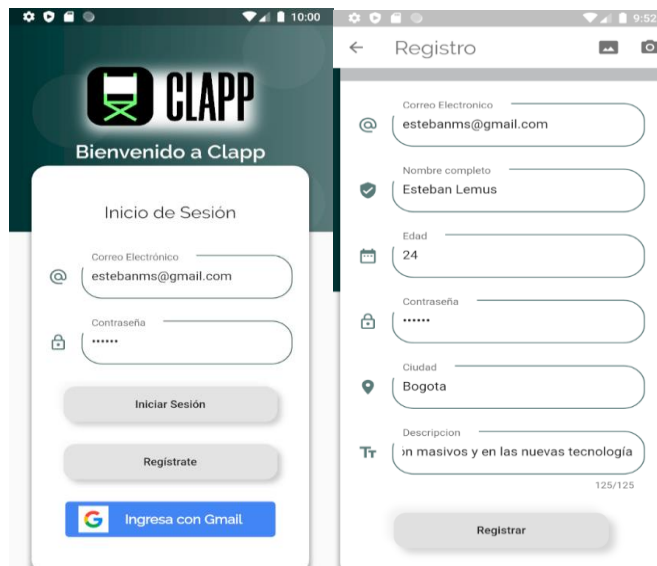 10:00
CLAPP
Bienvenido a Clapp
Inicio de Sesión
Correo Electrónico
estebanms@gmail.com
Contraseña
••••••
Iniciar Sesión
Regístrate
G Ingresa con Gmail
9:52
Registro
Correo Electronico
estebanms@gmail.com
Nombre completo
Esteban Lemus
Edad
24
Contraseña
••••••
Ciudad
Bogota
Descripcion
ón masivos y en las nuevas tecnología
125/125
Registrar